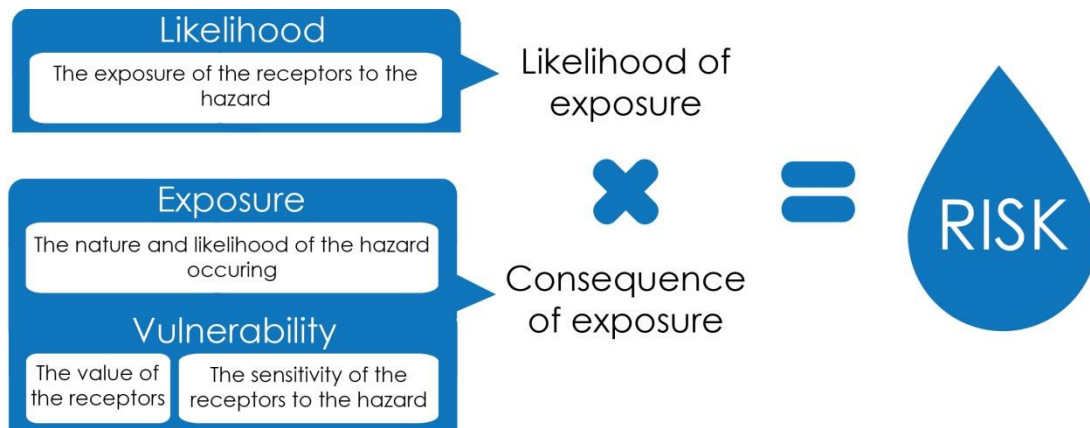 Likelihood
The exposure of the receptors to the
hazard
Likelihood of
exposure
Exposure
The nature and likelihood of the hazard
occuring
Vulnerability
The value of
the receptors
The sensitivity of the
receptors to the hazard
Consequence
of exposure
RISK